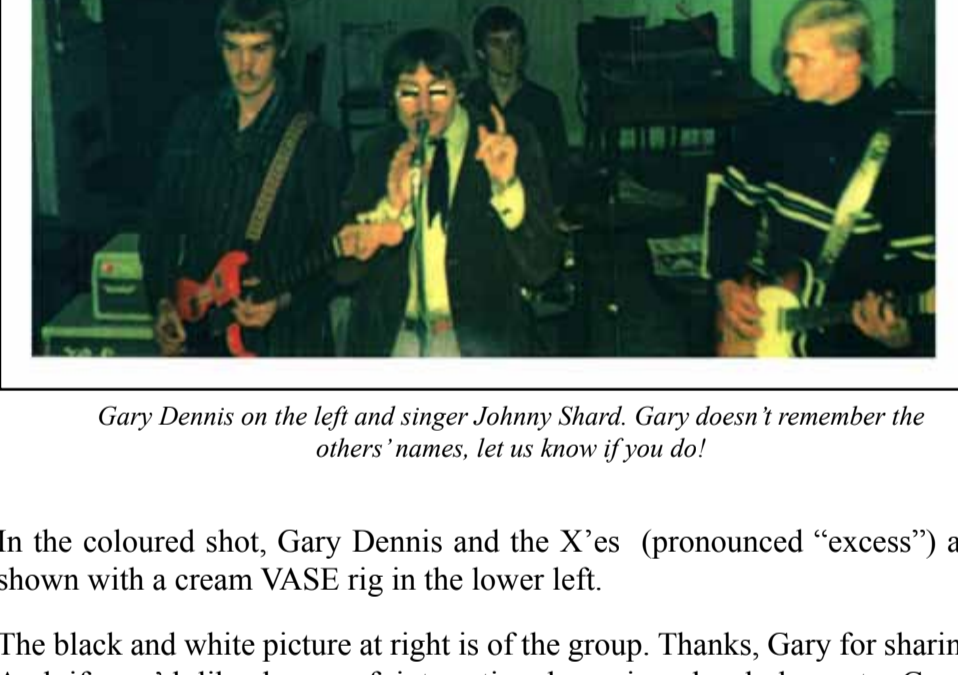 Gary Dennis on the left and singer Johnny Shard. Gary doesn't remember the
others' names, let us know if you do!
In the coloured shot, Gary Dennis and the X'es (pronounced “excess”) a
shown with a cream VASE rig in the lower left.
The black and white picture at right is of the group. Thanks, Gary for sharin